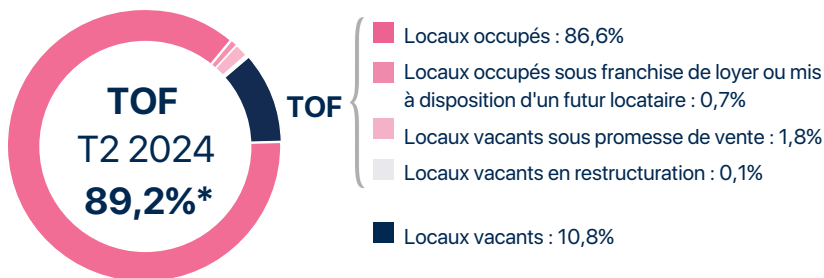 TOF
T2 2024
89,2%*
TOF
Locaux occupés : 86,6%
Locaux occupés sous franchise de loyer ou mis
à disposition d'un futur locataire : 0,7%
Locaux vacants sous promesse de vente : 1,8%
Locaux vacants en restructuration : 0,1%
Locaux vacants : 10,8%